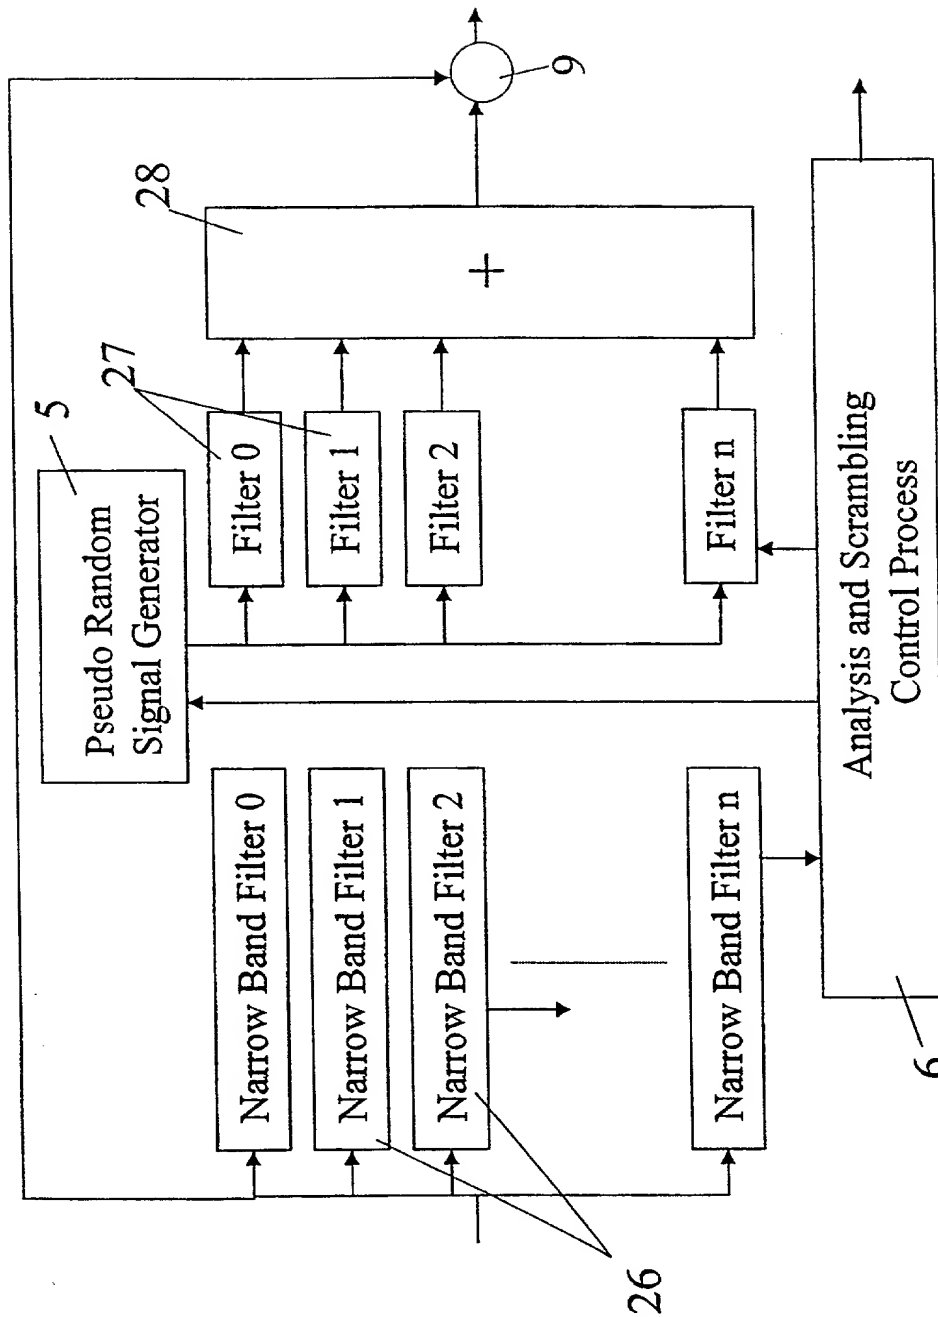 28
9
5
27
Pseudo Random
Signal Generator
Filter 0
Filter 1
Filter 2
Filter n
+
Narrow Band Filter 0
Narrow Band Filter 1
Narrow Band Filter 2
Narrow Band Filter n
26
Analysis and Scrambling
Control Process
6